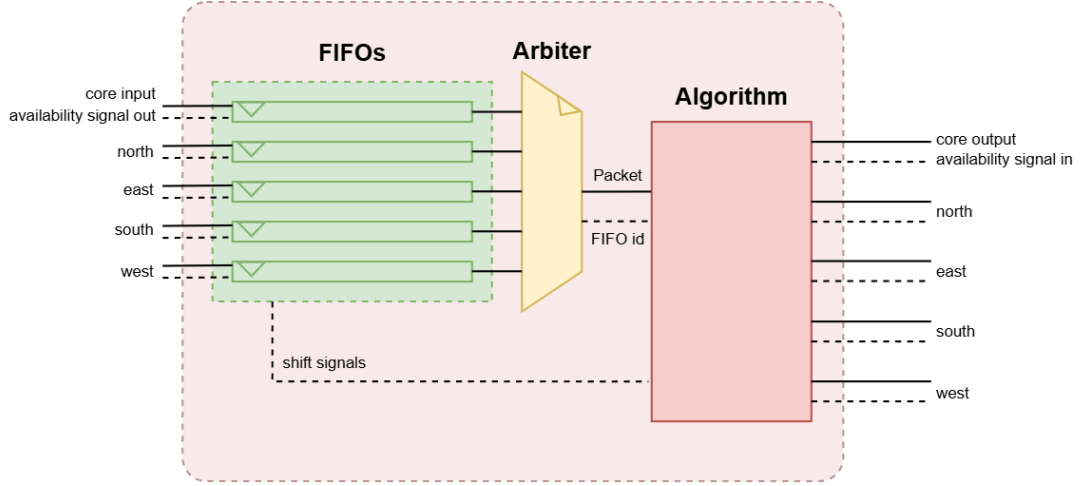 FIFOs
Arbiter
Algorithm
core input
availability signal out
north
east
south
west
Packet
FIFO id
shift signals
core output
availability signal in
north
east
south
west